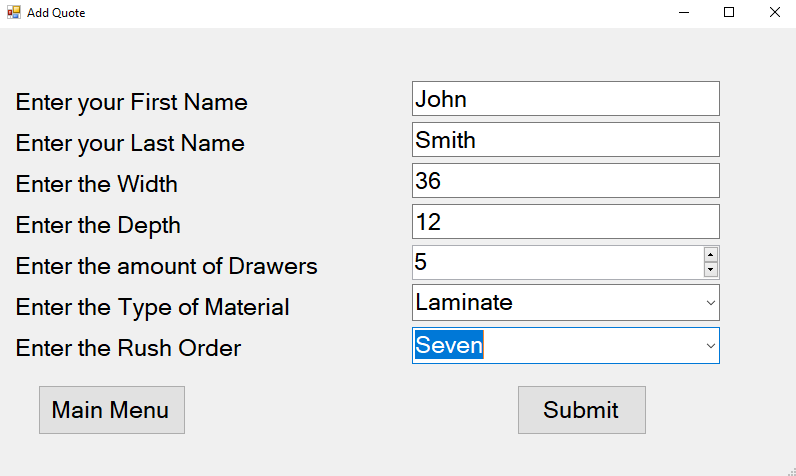 Add Quote
Enter your First Name John
Enter your Last Name Smith
Enter the Width 36
Enter the Depth 12
Enter the amount of Drawers 5
Enter the Type of Material Laminate
Enter the Rush Order Seven
Main Menu Submit